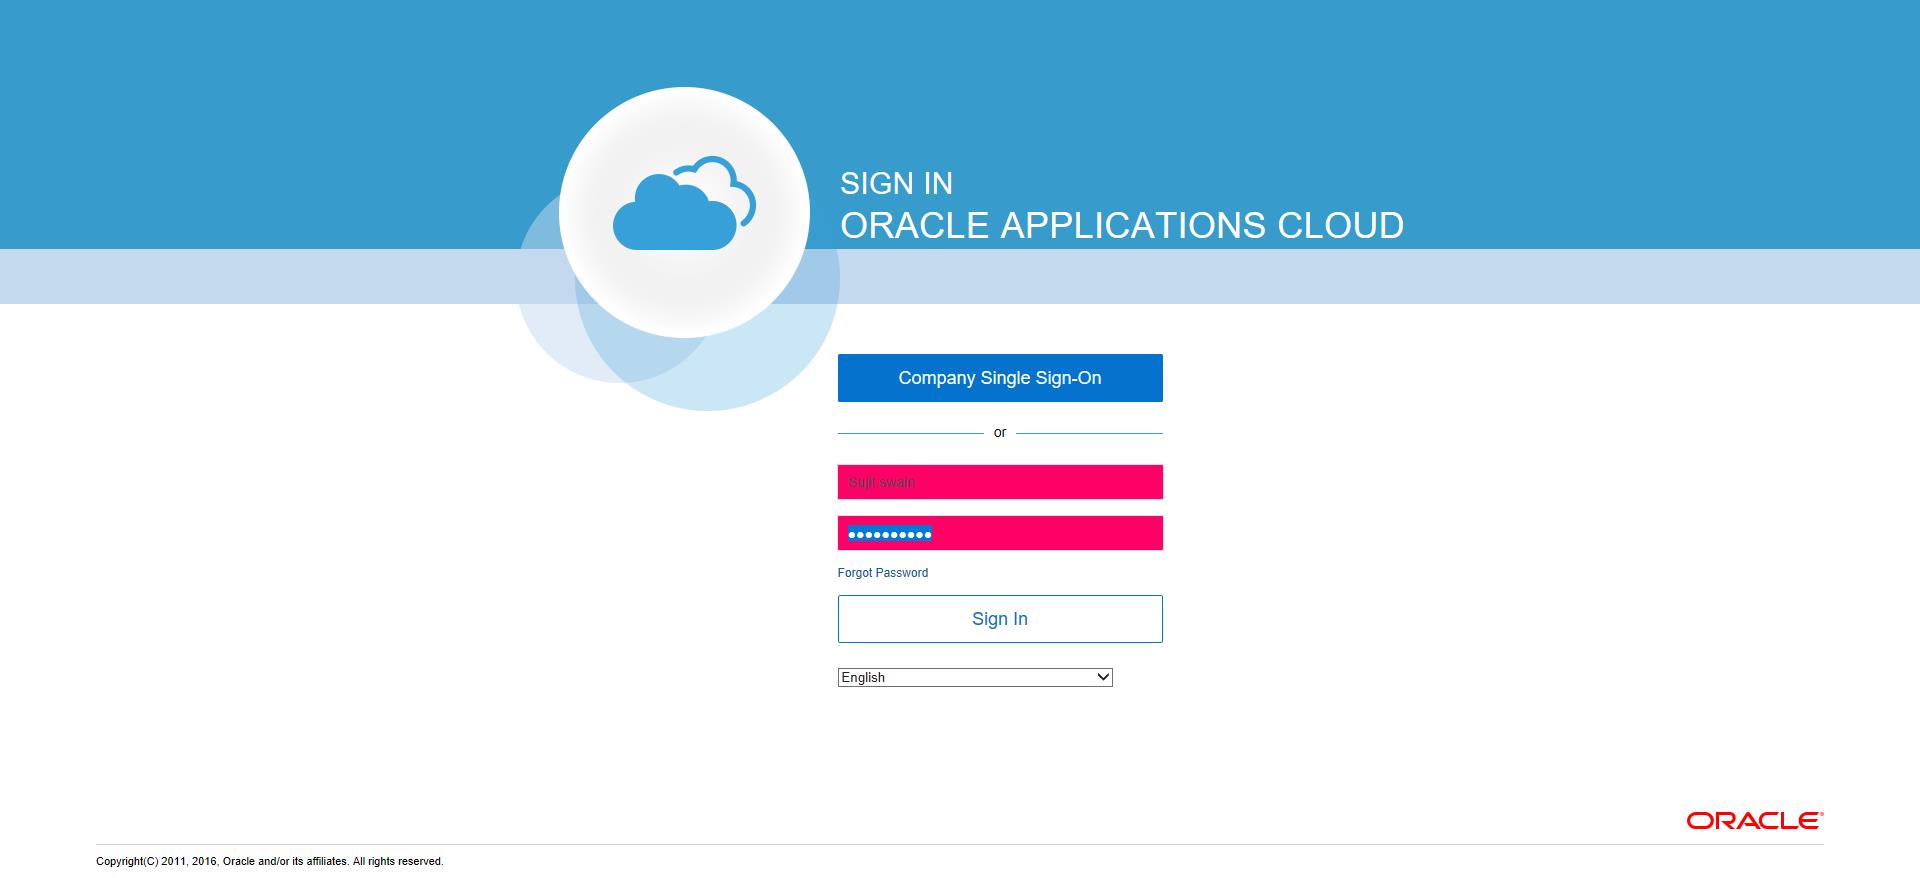 SIGN IN
ORACLE APPLICATIONS CLOUD
Company Single Sign-On
or
Sujit.swain
Forgot Password
Sign In
English
ORACLE®
Copyright(C) 2011, 2016, Oracle and/or its affiliates. All rights reserved.